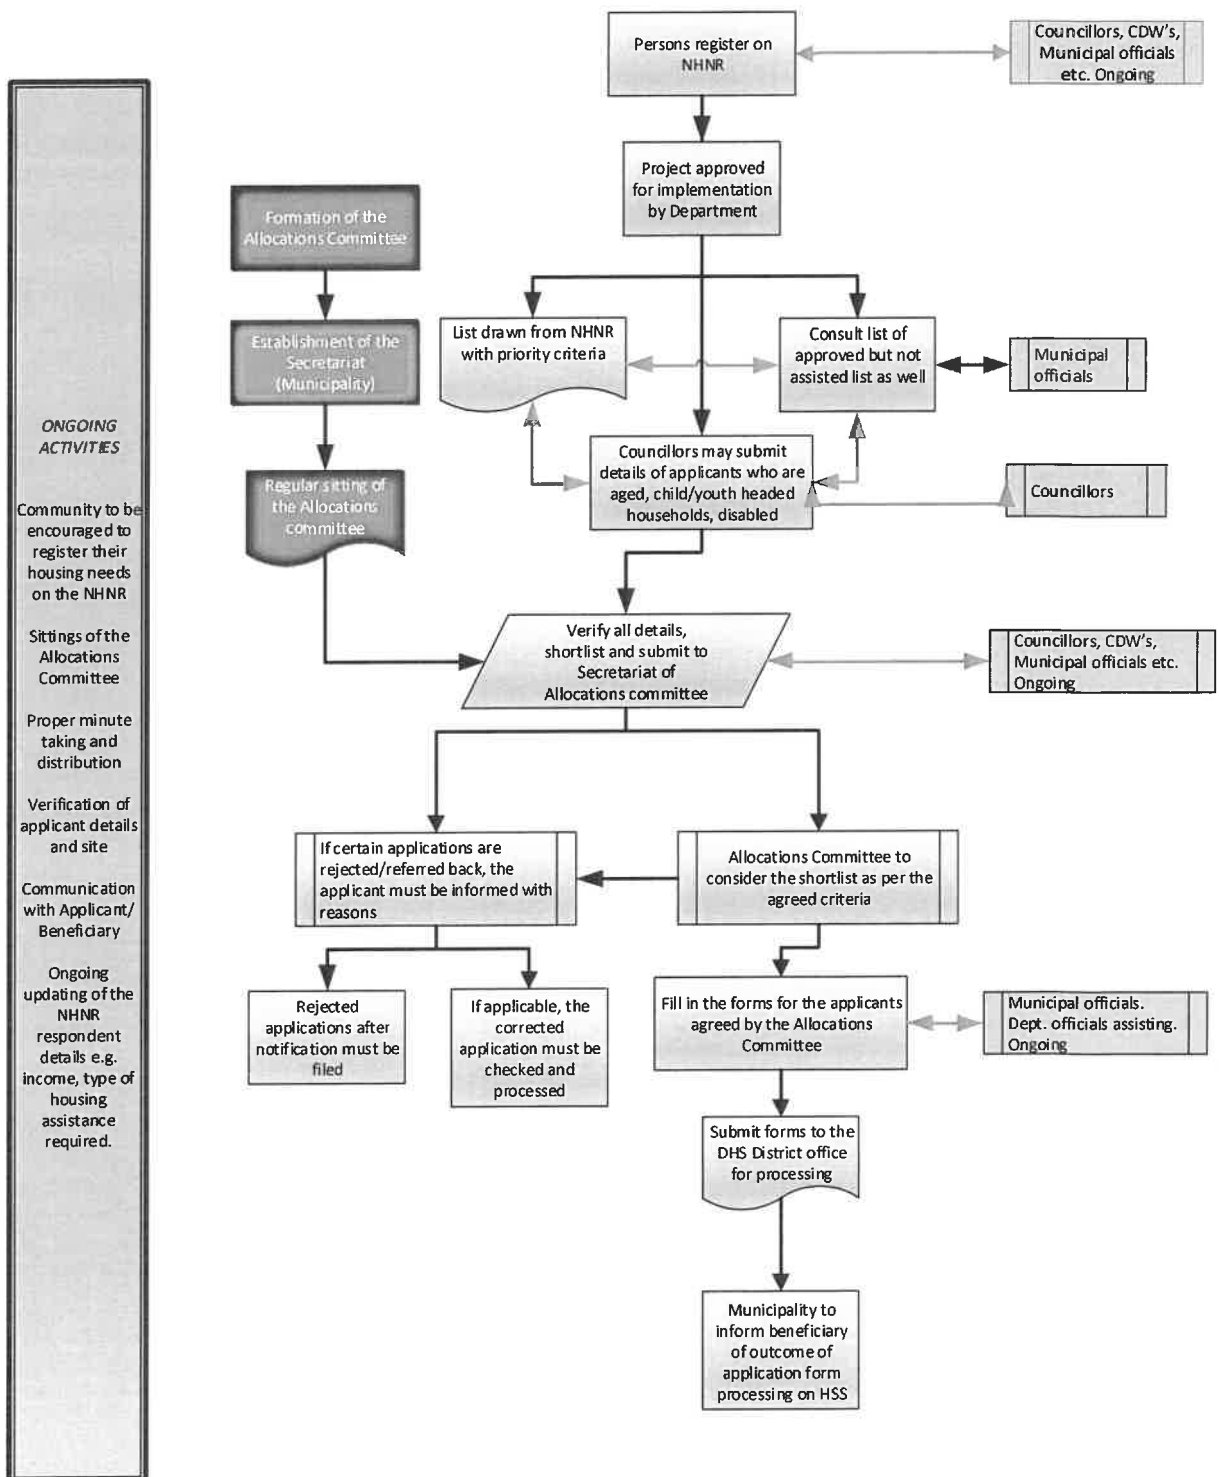 Persons register on
NHNR
Councillors, CDW's,
Municipal officials
etc. Ongoing
Project approved
for implementation
by Department
Formation of the
Allocations Committee
Establishment of the
Secretariat
(Municipality)
Regular sitting of
the Allocations
committee
List drawn from NHNR
with priority criteria
Consult list of
approved but not
assisted list as well
Municipal
officials
Councillors may submit
details of applicants who are
aged, child/youth headed
households, disabled
Councillors
Verify all details,
shortlist and submit to
Secretariat of
Allocations committee
Councillors, CDW's,
Municipal officials etc.
Ongoing
If certain applications are
rejected/referred back, the
applicant must be informed with
reasons
Allocations Committee to
consider the shortlist as per the
agreed criteria
Rejected
applications after
notification must be
filed
If applicable, the
corrected
application must be
checked and
processed
Fill in the forms for the applicants
agreed by the Allocations
Committee
Municipal officials.
Dept. officials assisting.
Ongoing
Submit forms to the
DHS District office
for processing
Municipality to
inform beneficiary
of outcome of
application form
processing on HSS
ONGOING
ACTIVITIES
Community to be
encouraged to
register their
housing needs
on the NHNR
Sittings of the
Allocations
Committee
Proper minute
taking and
distribution
Verification of
applicant details
and site
Communication
with Applicant/
Beneficiary
Ongoing
updating of the
NHNR
respondent
details e.g.
income, type of
housing
assistance
required.